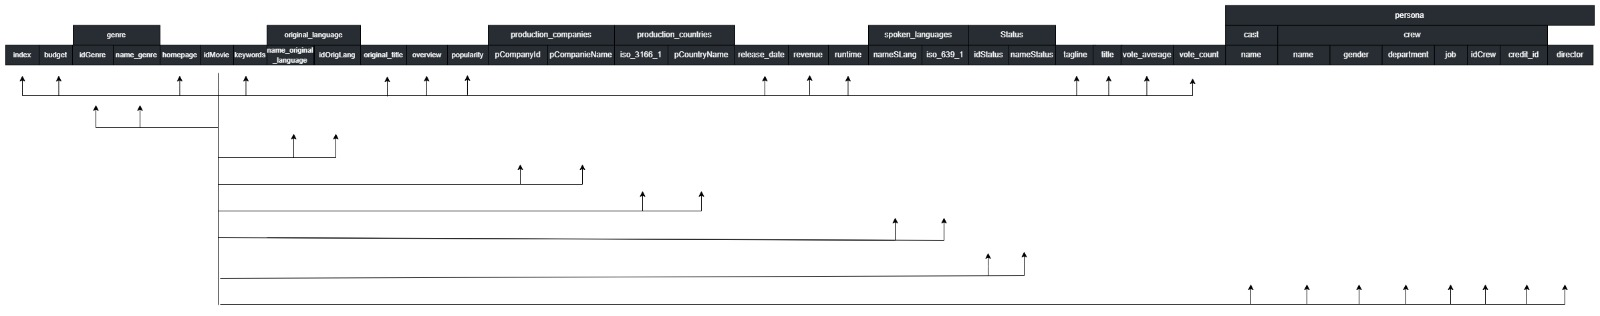 persona
genre original_language production_companies production_countries spoken_languages Status cast crew
index budget idGenre name_genre homepage idMovie keywords name_original
_language idOrigLang original_title overview popularity pCompanyId pCompanieName iso_3166_1 pCountryName release_date revenue runtime nameSLang iso_639_1 idStatus nameStatus tagline title vote_average vote_count name name gender department job idCrew credit_id director